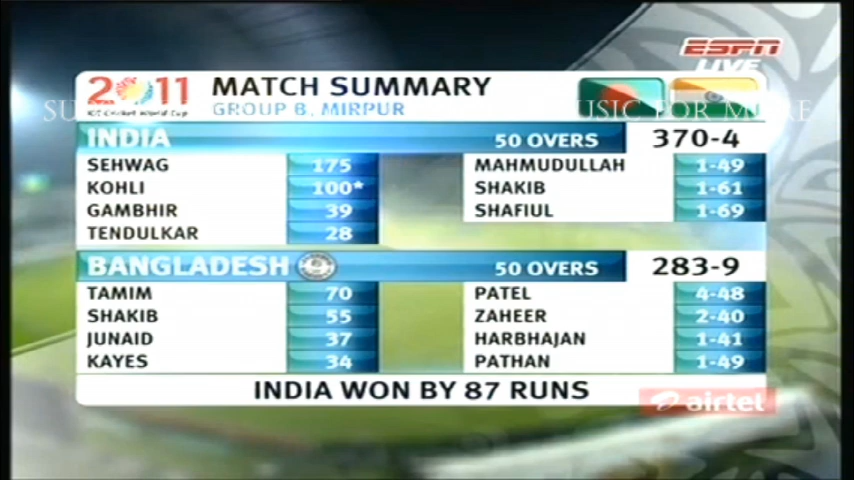 ESPN
LIVE
2011 MATCH SUMMARY
ICC Cricket World Cup GROUP B, MIRPUR
MUSIC FOR
INDIA 50 OVERS 370-4
SEHWAG 175 MAHMUDULLAH 1-49
KOHLI 100* SHAKIB 1-61
GAMBHIR 39 SHAFIUL 1-69
TENDULKAR 28
BANGLADESH 50 OVERS 283-9
TAMIM 70 PATEL 4-48
SHAKIB 55 ZAHEER 2-40
JUNAID 37 HARBHAJAN 1-41
KAYES 34 PATHAN 1-49
INDIA WON BY 87 RUNS
airtel